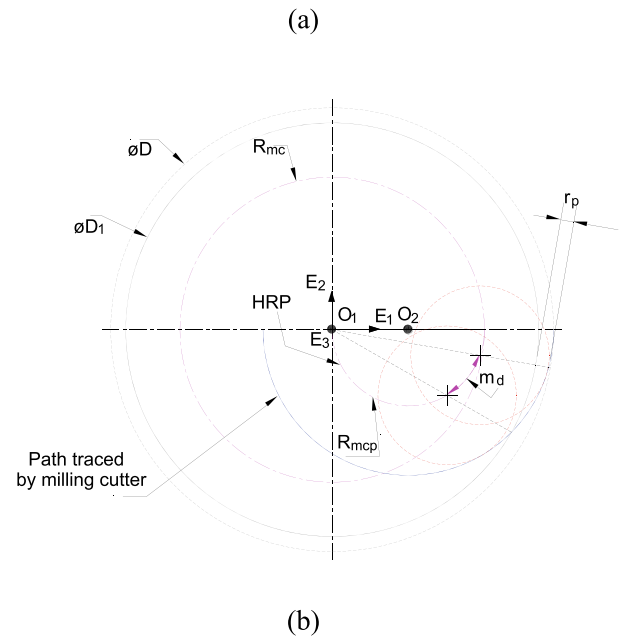 (a)
øD
Rmc
øD1
rp
E2
HRP
O1
E1
O2
E3
md
Rmcp
Path traced
by milling cutter
(b)